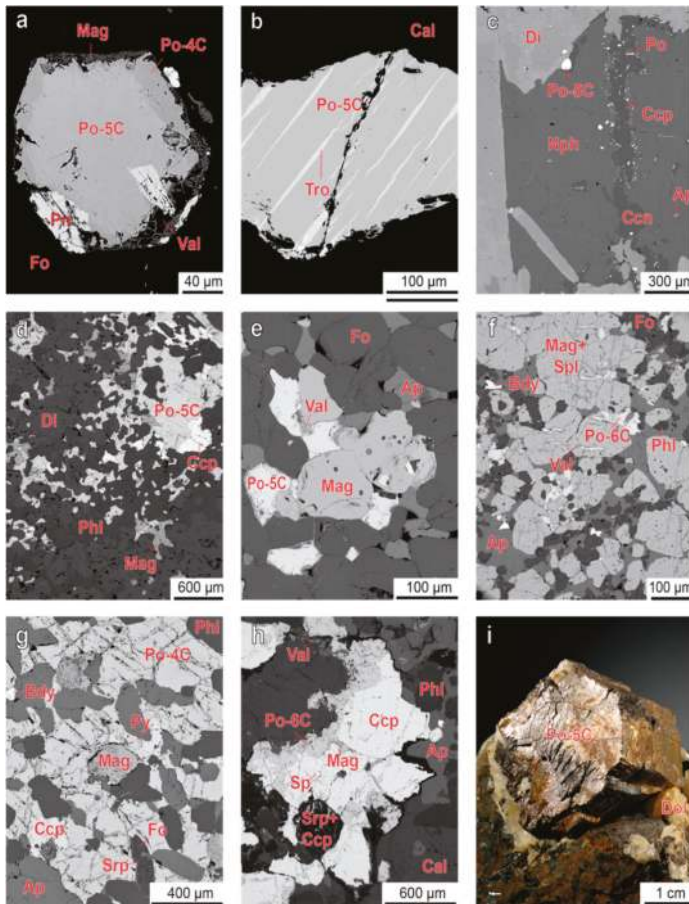 a
Mag
Po-4C
Po-5C
Pn
Val
Fo
40 µm
b
Cal
Po-5C
Tro
100 µm
c
Di
Po
Po-5C
Ccp
Nph
Ap
Ccn
300 µm
d
Di
Po-5C
Ccp
Phl
Mag
600 µm
e
Fo
Ap
Val
Po-5C
Mag
100 µm
f
Fo
Mag+
Spl
Bdy
Po-6C
Phl
Val
Ap
100 µm
g
Phl
Po-4C
Bdy
Py
Mag
Ccp
Fo
Srp
Ap
400 µm
h
Val
Phl
Ccp
Po-6C
Ap
Mag
Sp
Srp+
Ccp
Cal
600 µm
i
Po-5C
Dol
1 cm